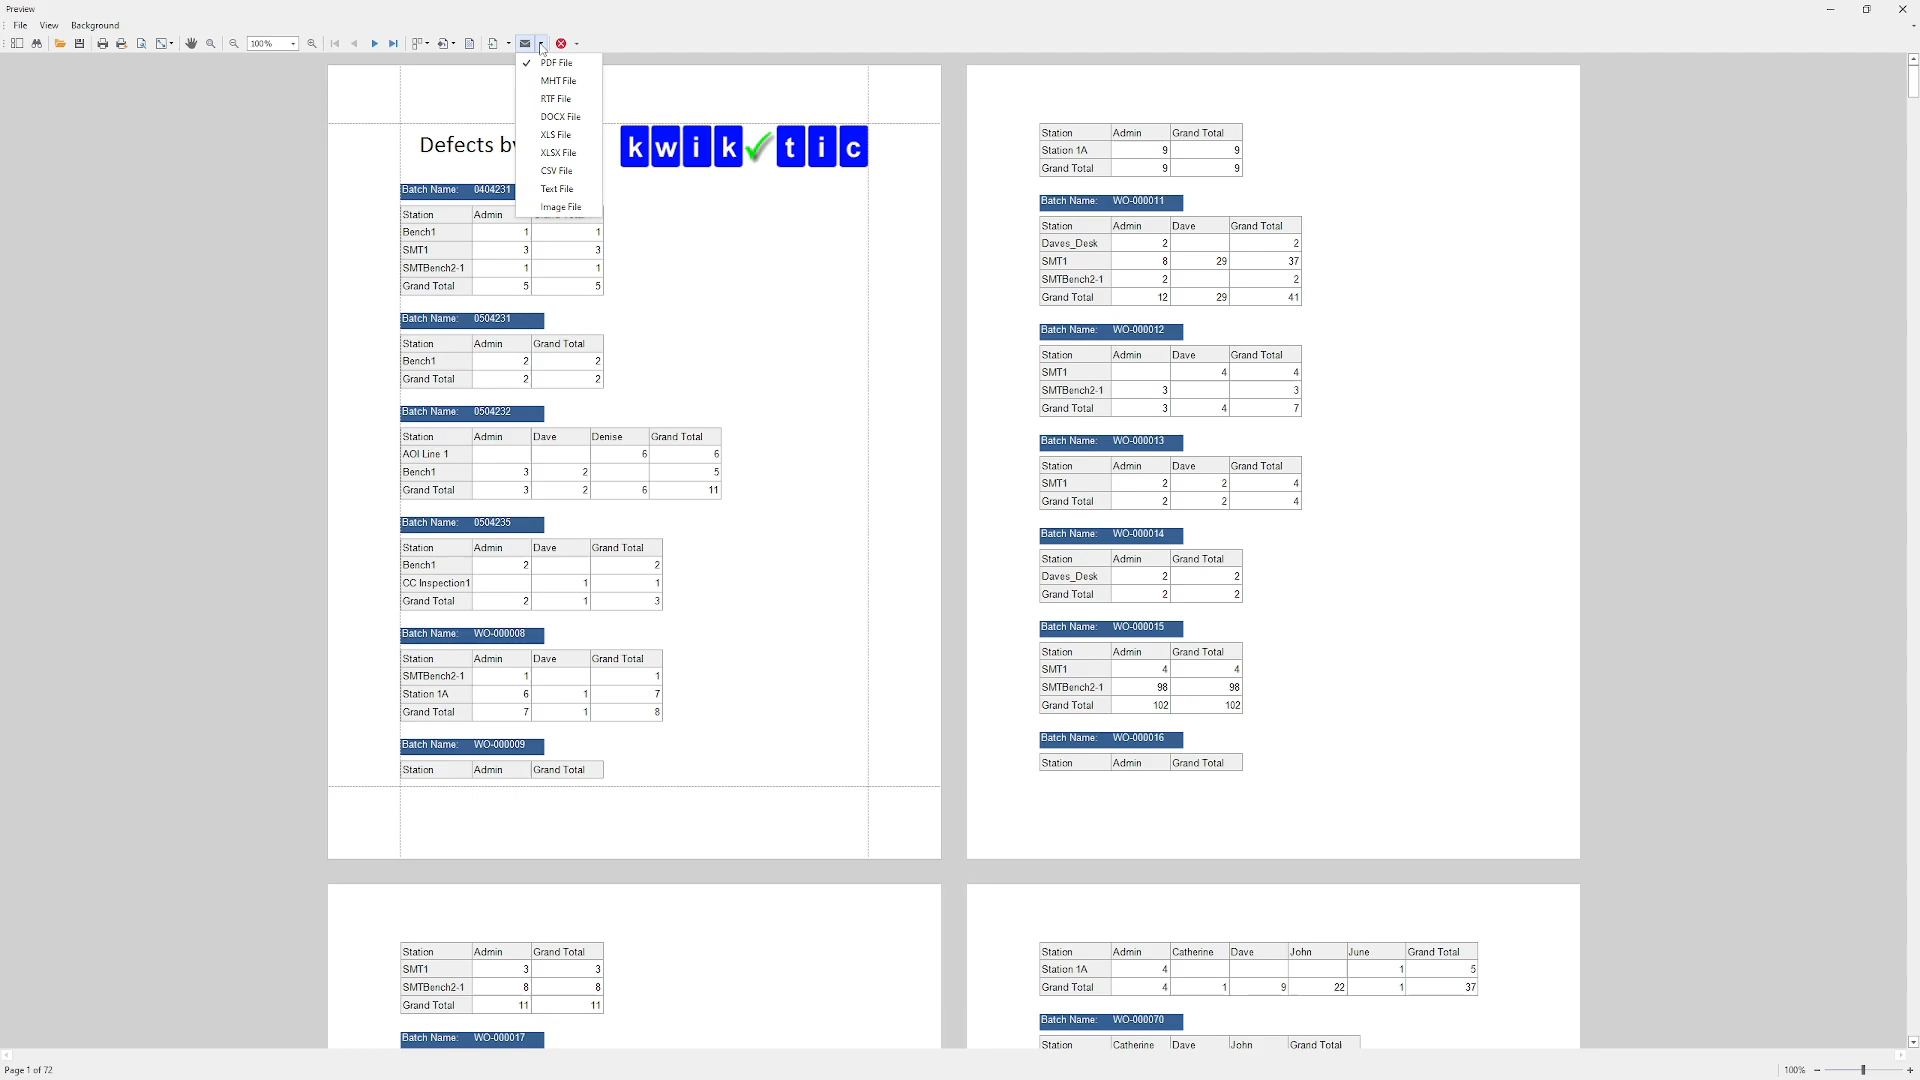 Preview
File View Background
100%
PDF File
MHT File
RTF File
DOCX File
XLS File
XLSX File
CSV File
Text File
Image File
Defects by
kwik tic
Batch Name: 0404231
Station Admin
Bench1 1 1
SMT1 3 3
SMTBench2-1 1 1
Grand Total 5 5
Batch Name: 0504231
Station Admin Grand Total
Bench1 2 2
Grand Total 2 2
Batch Name: 0504232
Station Admin Dave Denise Grand Total
AOI Line 1 6 6
Bench1 3 2 5
Grand Total 3 2 6 11
Batch Name: 0504235
Station Admin Dave Grand Total
Bench1 2 2
CC Inspection1 1 1
Grand Total 2 1 3
Batch Name: WO-000008
Station Admin Dave Grand Total
SMTBench2-1 1 1
Station 1A 6 1 7
Grand Total 7 1 8
Batch Name: WO-000009
Station Admin Grand Total
Station Admin Grand Total
Station 1A 9 9
Grand Total 9 9
Batch Name: WO-000011
Station Admin Dave Grand Total
Daves_Desk 2 2
SMT1 8 29 37
SMTBench2-1 2 2
Grand Total 12 29 41
Batch Name: WO-000012
Station Admin Dave Grand Total
SMT1 4 4
SMTBench2-1 3 3
Grand Total 3 4 7
Batch Name: WO-000013
Station Admin Dave Grand Total
SMT1 2 2 4
Grand Total 2 2 4
Batch Name: WO-000014
Station Admin Grand Total
Daves_Desk 2 2
Grand Total 2 2
Batch Name: WO-000015
Station Admin Grand Total
SMT1 4 4
SMTBench2-1 98 98
Grand Total 102 102
Batch Name: WO-000016
Station Admin Grand Total
Station Admin Grand Total
SMT1 3 3
SMTBench2-1 8 8
Grand Total 11 11
Batch Name: WO-000017
Station Admin Catherine Dave John June Grand Total
Station 1A 4 1 5
Grand Total 4 1 9 22 1 37
Batch Name: WO-000070
Station Catherine Dave John Grand Total
Page 1 of 72
100%